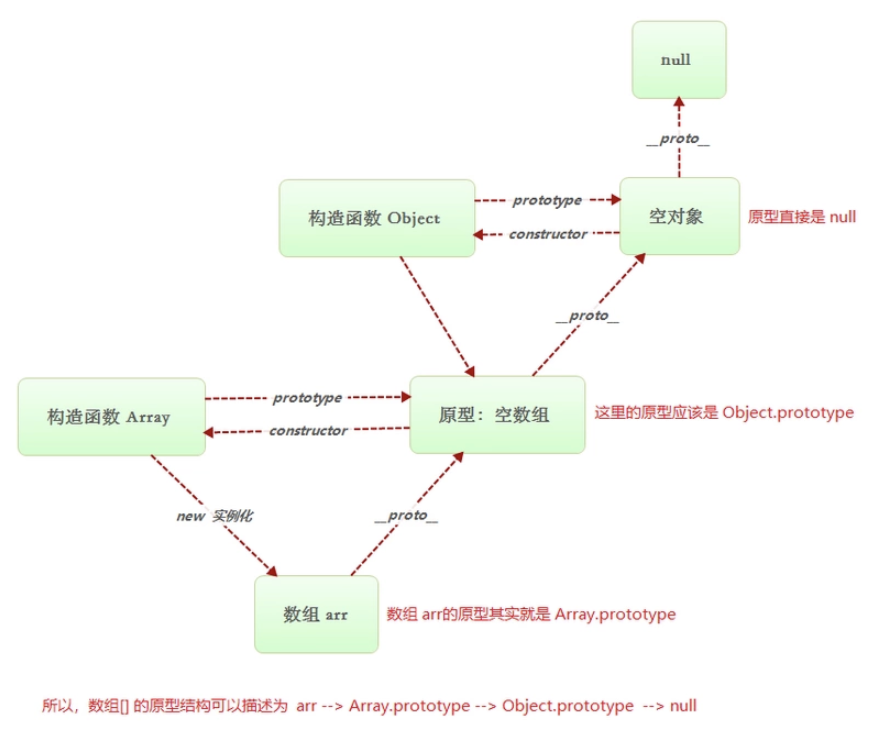 null
__proto__
构造函数 Object
prototype
constructor
空对象
原型直接是 null
__proto__
构造函数 Array
prototype
constructor
原型：空数组
这里的原型应该是 Object.prototype
new 实例化
__proto__
数组 arr
数组 arr的原型其实就是 Array.prototype
所以，数组[] 的原型结构可以描述为 arr --> Array.prototype --> Object.prototype --> null